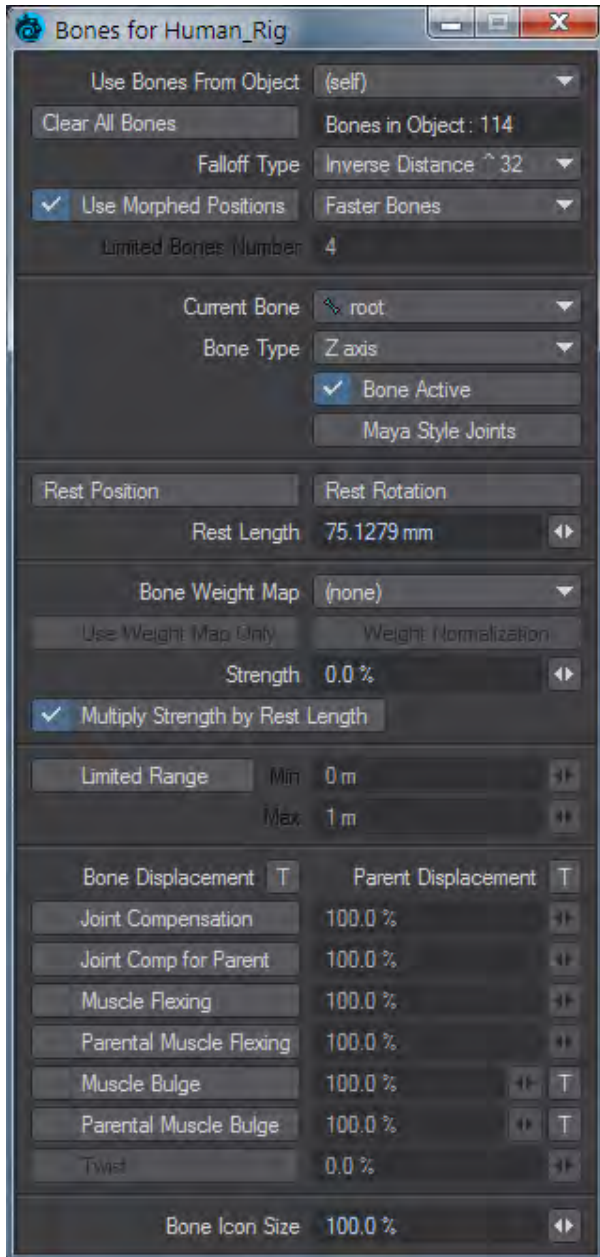 Bones for Human_Rig
Use Bones From Object (self)
Clear All Bones Bones in Object : 114
Falloff Type Inverse Distance ^ 32
Use Morphed Positions Faster Bones
Limited Bones Number 4
Current Bone root
Bone Type Z axis
Bone Active
Maya Style Joints
Rest Position Rest Rotation
Rest Length 75.1279 mm
Bone Weight Map (none)
Use Weight Map Only Weight Normalization
Strength 0.0 %
Multiply Strength by Rest Length
Limited Range Min 0 m
Max 1 m
Bone Displacement T Parent Displacement T
Joint Compensation 100.0 %
Joint Comp for Parent 100.0 %
Muscle Flexing 100.0 %
Parental Muscle Flexing 100.0 %
Muscle Bulge 100.0 % T
Parental Muscle Bulge 100.0 % T
Twist 0.0 %
Bone Icon Size 100.0 %